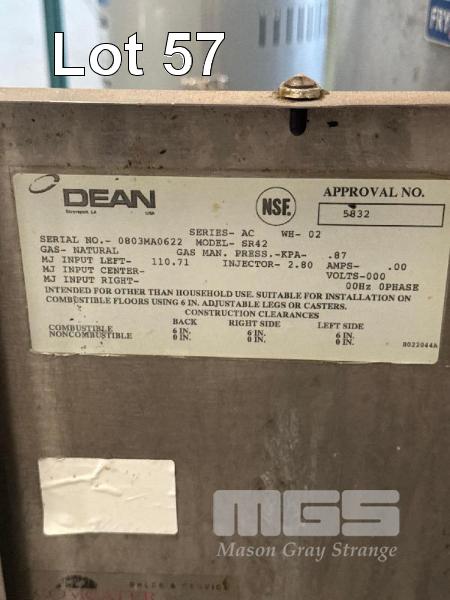 Lot 57
FRY
DEAN
Shreveport, LA USA
NSF.
APPROVAL NO.
5832
SERIES- AC WH- 02
SERIAL NO.- 0803MA0622 MODEL- SR42
GAS- NATURAL GAS MAN. PRESS.-KPA- .87
MJ INPUT LEFT- 110.71 INJECTOR- 2.80 AMPS- .00
MJ INPUT CENTER- VOLTS-000
MJ INPUT RIGHT- 00Hz 0PHASE
INTENDED FOR OTHER THAN HOUSEHOLD USE. SUITABLE FOR INSTALLATION ON
COMBUSTIBLE FLOORS USING 6 IN. ADJUSTABLE LEGS OR CASTERS.
CONSTRUCTION CLEARANCES
BACK RIGHT SIDE LEFT SIDE
COMBUSTIBLE 6 IN. 6 IN. 6 IN.
NONCOMBUSTIBLE 0 IN. 0 IN. 0 IN.
8022044A
MGS
Mason Gray Strange
SALES & SERVICE